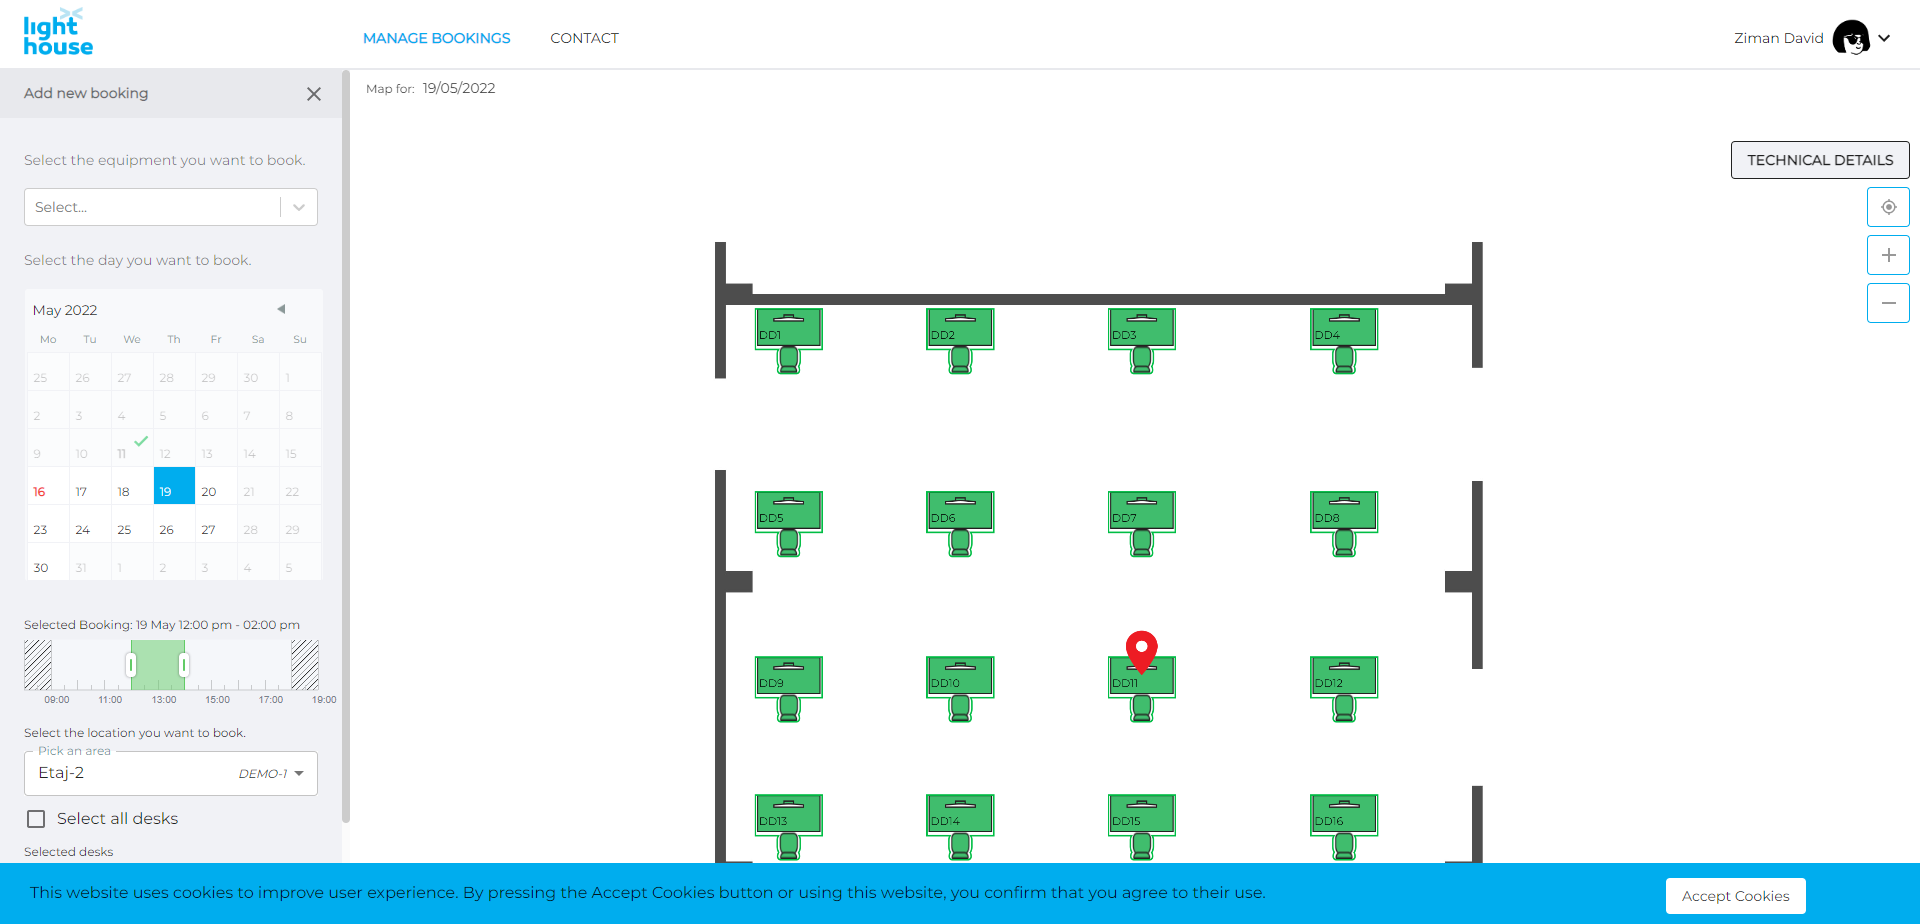 light
house
MANAGE BOOKINGS
CONTACT
Ziman David
Add new booking
Map for: 19/05/2022
Select the equipment you want to book.
Select...
TECHNICAL DETAILS
Select the day you want to book.
May 2022
Mo Tu We Th Fr Sa Su
25 26 27 28 29 30 1
2 3 4 5 6 7 8
9 10 11 12 13 14 15
16 17 18 19 20 21 22
23 24 25 26 27 28 29
30 31 1 2 3 4 5
Selected Booking: 19 May 12:00 pm - 02:00 pm
09:00 11:00 13:00 15:00 17:00 19:00
Select the location you want to book.
Pick an area
Etaj-2 DEMO-1
Select all desks
Selected desks
DD1 DD2 DD3 DD4
DD5 DD6 DD7 DD8
DD9 DD10 DD11 DD12
DD13 DD14 DD15 DD16
This website uses cookies to improve user experience. By pressing the Accept Cookies button or using this website, you confirm that you agree to their use.
Accept Cookies